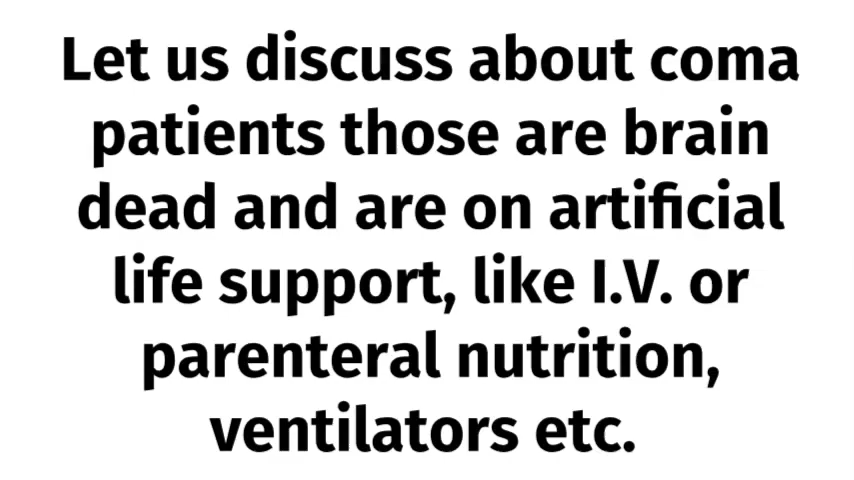 Let us discuss about coma
patients those are brain
dead and are on artificial
life support, like I.V. or
parenteral nutrition,
ventilators etc.